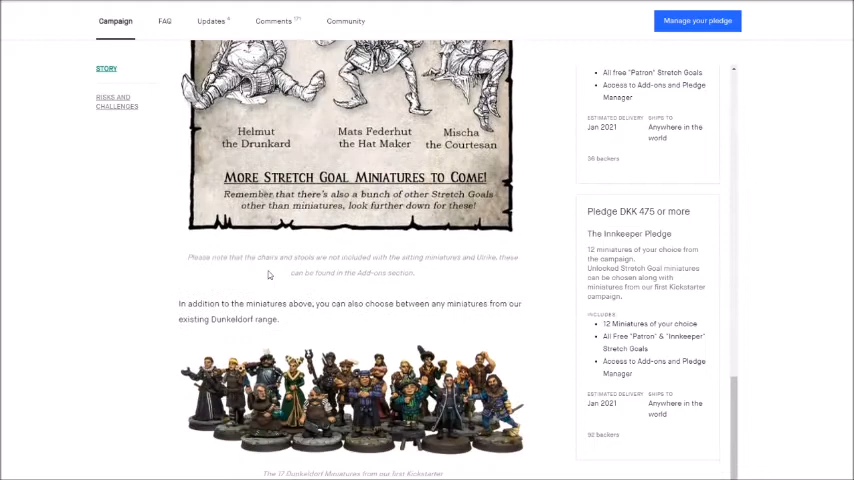 Campaign
FAQ
Updates 4
Comments 171
Community
Manage your pledge
STORY
RISKS AND
CHALLENGES
Helmut
the Drunkard
Mats Federhut
the Hat Maker
Mischa
the Courtesan
MORE STRETCH GOAL MINIATURES TO COME!
Remember that there's also a bunch of other Stretch Goals
other than miniatures, look further down for these!
Please note that the chairs and stools are not included with the sitting miniatures and Ulrike, these
can be found in the Add-ons section.
In addition to the miniatures above, you can also choose between any miniatures from our
existing Dunkeldorf range.
The 17 Dunkeldorf Miniatures from our first Kickstarter
All free "Patron" Stretch Goals
Access to Add-ons and Pledge
Manager
ESTIMATED DELIVERY
Jan 2021
SHIPS TO
Anywhere in the
world
36 backers
Pledge DKK 475 or more
The Innkeeper Pledge
12 miniatures of your choice from
the campaign.
Unlocked Stretch Goal miniatures
can be chosen along with
miniatures from our first Kickstarter
campaign.
INCLUDES:
12 Miniatures of your choice
All Free "Patron" & "Innkeeper"
Stretch Goals
Access to Add-ons and Pledge
Manager
ESTIMATED DELIVERY
Jan 2021
SHIPS TO
Anywhere in the
world
92 backers